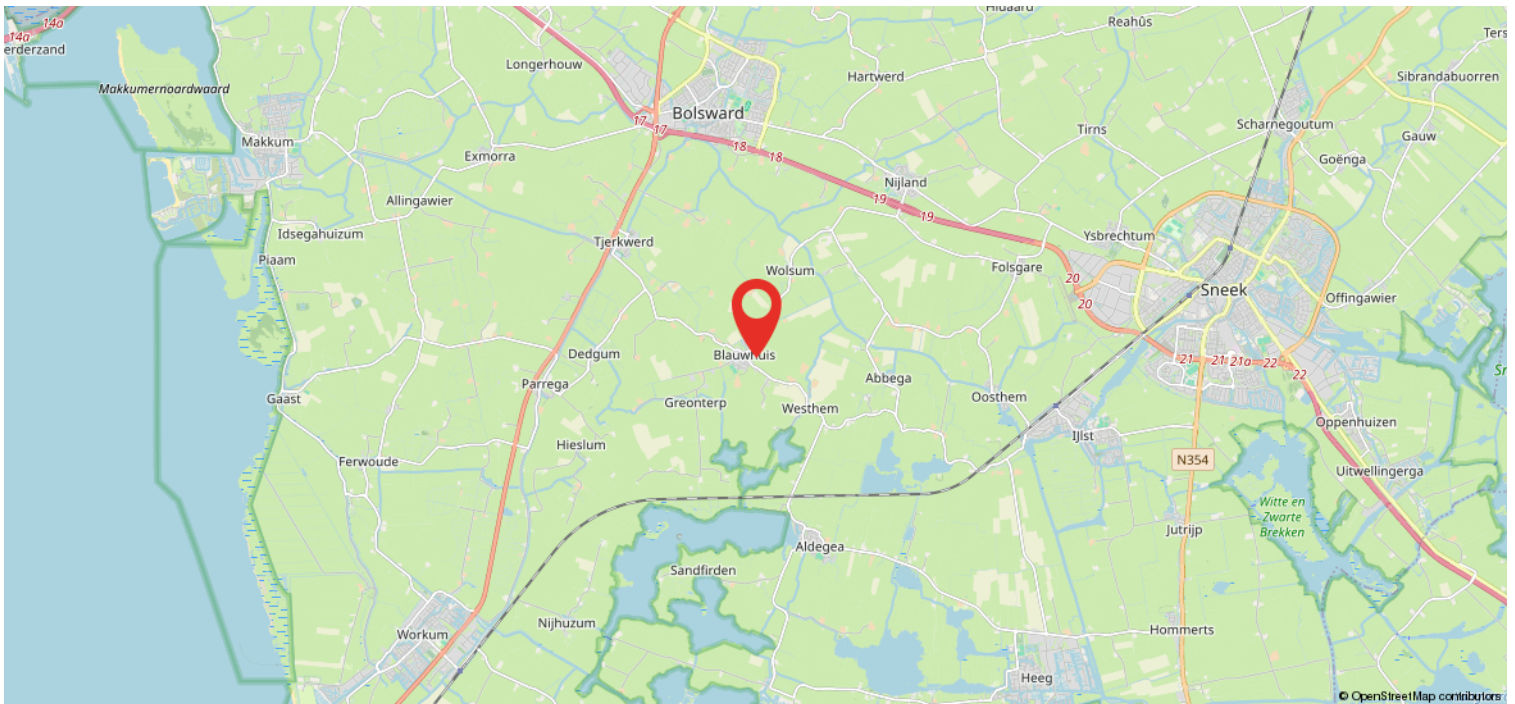 Hidaard
14a
Reahûs
14a
Ters
erderzand
Longerhouw
Hartwerd
Sibrandabuorren
Makkumernoardwaard
Bolsward
17
17
Scharnegoutum
Tirns
Gauw
Makkum
18
18
Exmorra
Goënga
Nijland
Allingawier
19
19
Idsegahuizum
Tjerkwerd
Ysbrechtum
Piaam
Wolsum
Folsgare
20
Sneek
Offingawier
20
Dedgum
Blauwhuis
21
21
21a
22
22
Parrega
Abbega
Gaast
Greonterp
Westhem
Oosthem
Oppenhuizen
IJlst
Hieslum
Ferwoude
N354
Uitwellingerga
Witte en
Zwarte
Brekken
Jutrijp
Aldegea
Sandfirden
Nijhuzum
Workum
Hommerts
Heeg
© OpenStreetMap contributors